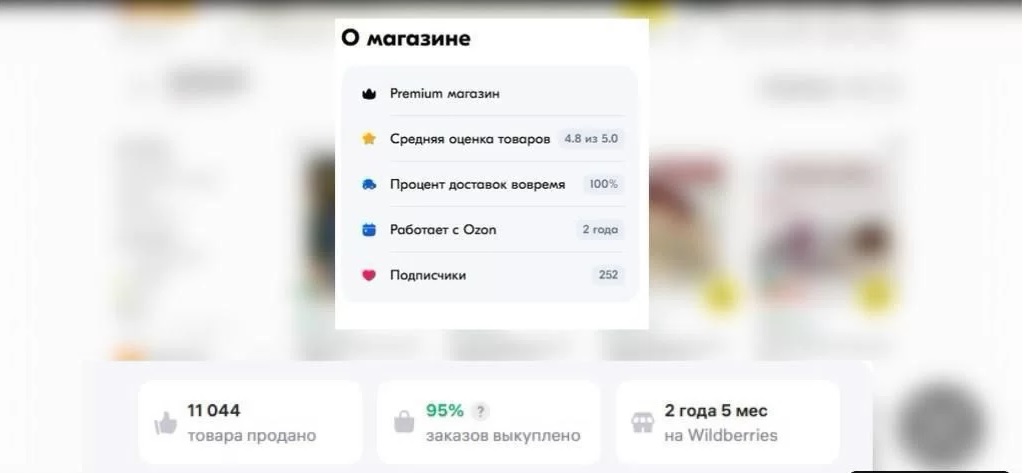 О магазине
Premium магазин
Средняя оценка товаров 4.8 из 5.0
Процент доставок вовремя 100%
Работает с Ozon 2 года
Подписчики 252
11 044
товара продано
95% ?
заказов выкуплено
2 года 5 мес
на Wildberries